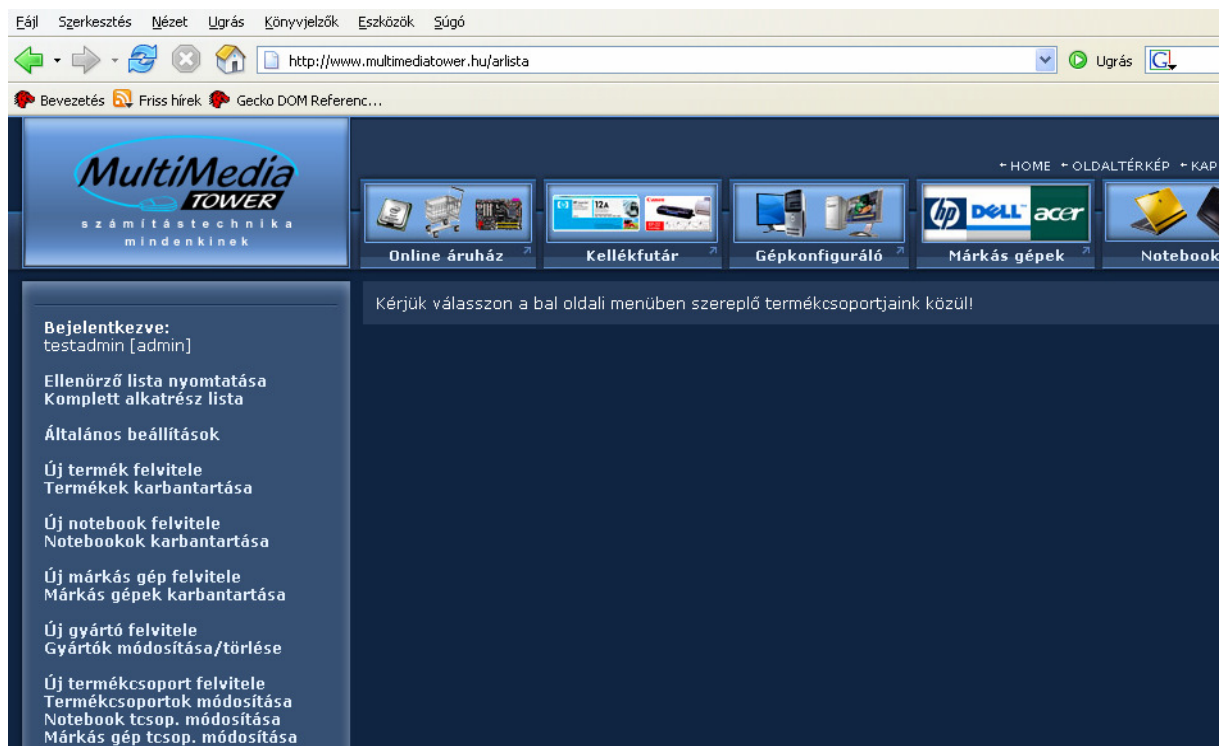 Fájl Szerkesztés Nézet Ugrás Könyvjelzők Eszközök Súgó
http://www.multimediatower.hu/arlista Ugrás G
Bevezetés Friss hírek Gecko DOM Referenc...
MultiMedia
TOWER
számítástechnika
mindenkinek
HOME OLDALTÉRKÉP KAP
12A Canon hp DELL acer
Online áruház Kellékfutár Gépkonfiguráló Márkás gépek Notebook
Kérjük válasszon a bal oldali menüben szereplő termékcsoportjaink közül!
Bejelentkezve:
testadmin [admin]
Ellenörző lista nyomtatása
Komplett alkatrész lista
Általános beállítások
Új termék felvitele
Termékek karbantartása
Új notebook felvitele
Notebookok karbantartása
Új márkás gép felvitele
Márkás gépek karbantartása
Új gyártó felvitele
Gyártók módosítása/törlése
Új termékcsoport felvitele
Termékcsoportok módosítása
Notebook tcsop. módosítása
Márkás gép tcsop. módosítása